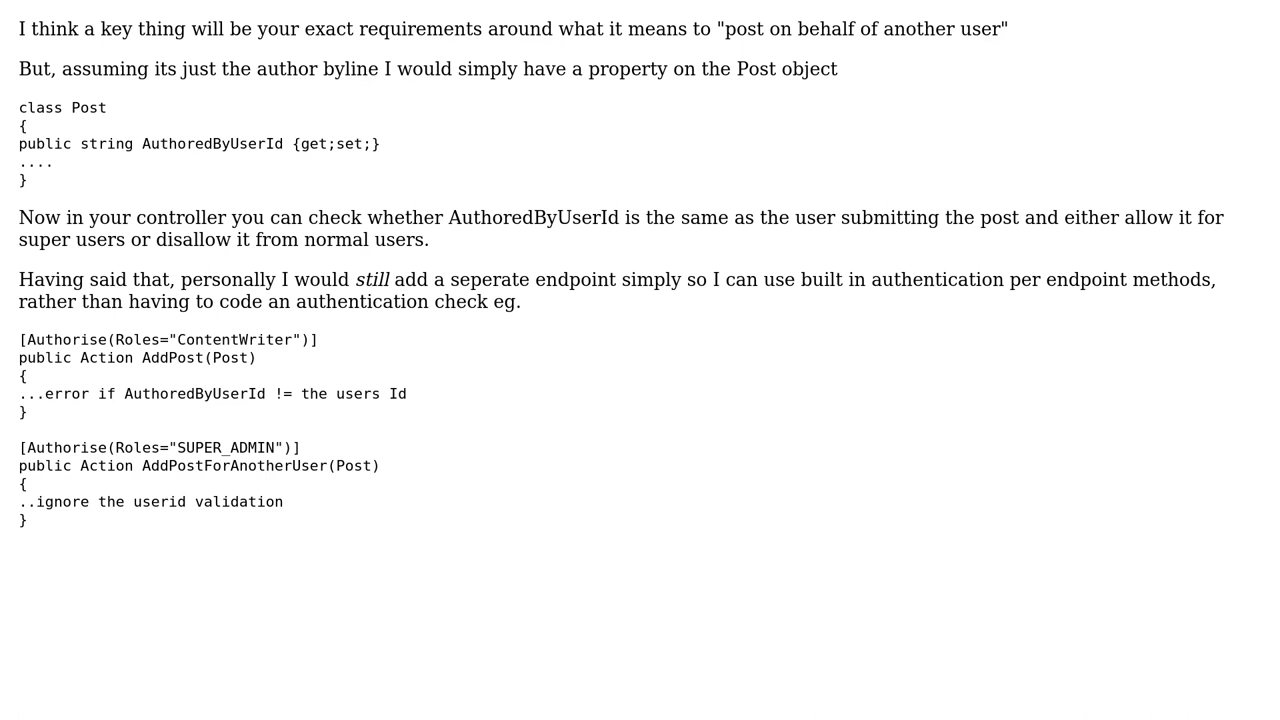 I think a key thing will be your exact requirements around what it means to "post on behalf of another user"
But, assuming its just the author byline I would simply have a property on the Post object
class Post
{
public string AuthoredByUserId {get;set;}
....
}
Now in your controller you can check whether AuthoredByUserId is the same as the user submitting the post and either allow it for
super users or disallow it from normal users.
Having said that, personally I would still add a seperate endpoint simply so I can use built in authentication per endpoint methods,
rather than having to code an authentication check eg.
[Authorise(Roles="ContentWriter")]
public Action AddPost(Post)
{
...error if AuthoredByUserId != the users Id
}
[Authorise(Roles="SUPER_ADMIN")]
public Action AddPostForAnotherUser(Post)
{
..ignore the userid validation
}